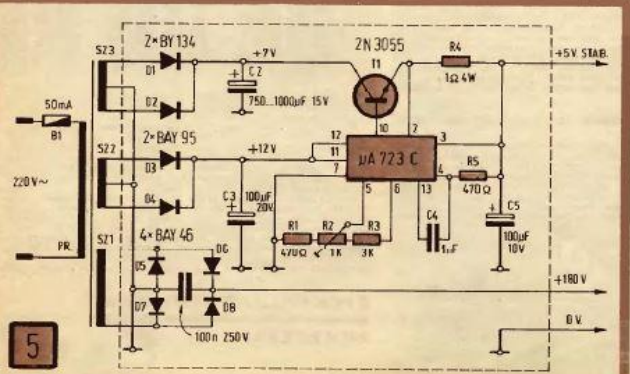 SZ3
2×BY 134
D1
D2
+7V
C2
750...1000µF 15V
2N 3055
T1
R4
1Ω 4W
+5V STAB.
50mA
B1
220V~
PR.
SZ2
2×BAY 95
D3
D4
+12V
C3
100µF
20V.
10
2
12
11
7
µA 723 C
3
4
5
6
13
R5
470Ω
R1
470Ω
R2
1K
R3
3K
C4
1nF
C5
100µF
10V
SZ1
4×BAY 46
D5
D6
D7
D8
100n 250V
+180V
0V.
5